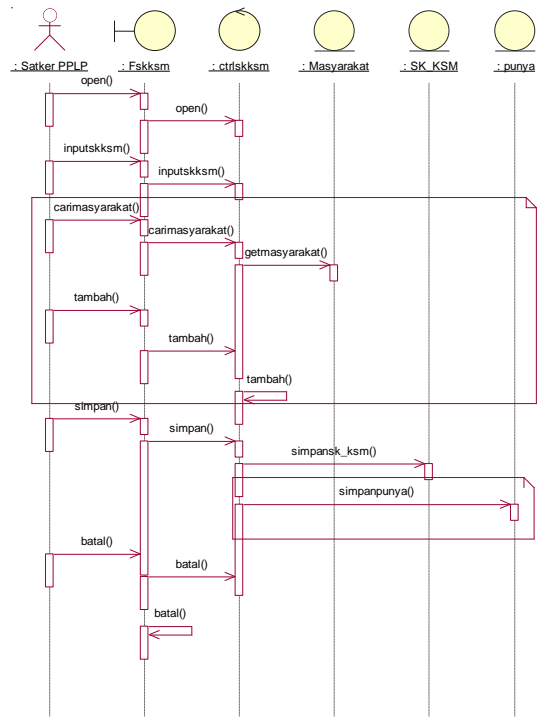 : Satker PPLP
: Fskksm
: ctrlskksm
: Masyarakat
: SK_KSM
: punya
open()
open()
inputskksm()
inputskksm()
carimasyarakat()
carimasyarakat()
getmasyarakat()
tambah()
tambah()
tambah()
simpan()
simpan()
simpansk_ksm()
simpanpunya()
batal()
batal()
batal()